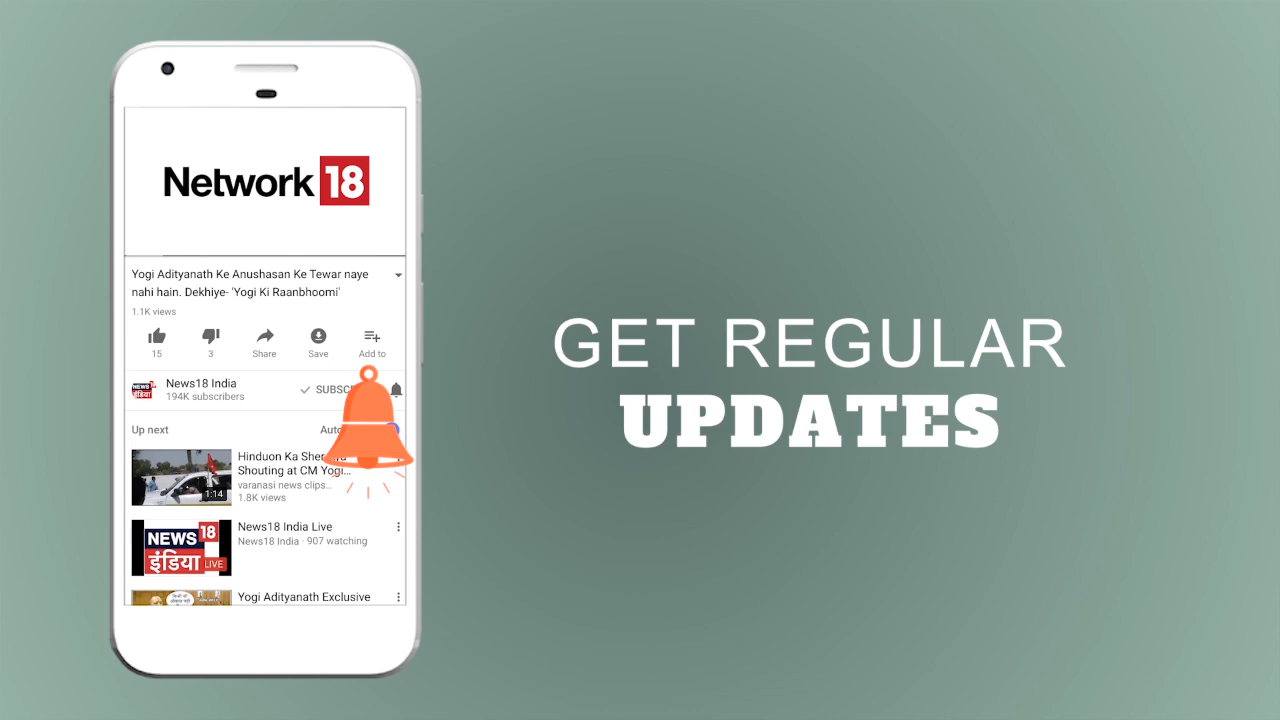 Network 18
Yogi Adityanath Ke Anushasan Ke Tewar naye
nahi hain. Dekhiye- 'Yogi Ki Raanbhoomi'
1.1K views
15
3
Share
Save
Add to
News18 India
194K subscribers
Up next
Hinduon Ka
Shouting at CM Yogi...
varanasi news clips...
1.8K views
1:14
NEWS 18
इंडिया LIVE
News18 India Live
News18 India · 907 watching
Yogi Adityanath Exclusive
GET REGULAR
UPDATES